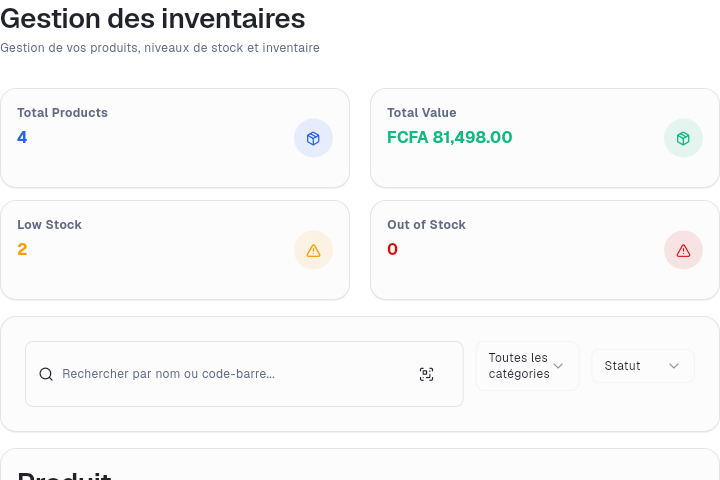 Gestion des inventaires
Gestion de vos produits, niveaux de stock et inventaire
Total Products
4
Total Value
FCFA 81,498.00
Low Stock
2
Out of Stock
0
Rechercher par nom ou code-barre...
Toutes les
catégories
Statut
Produit